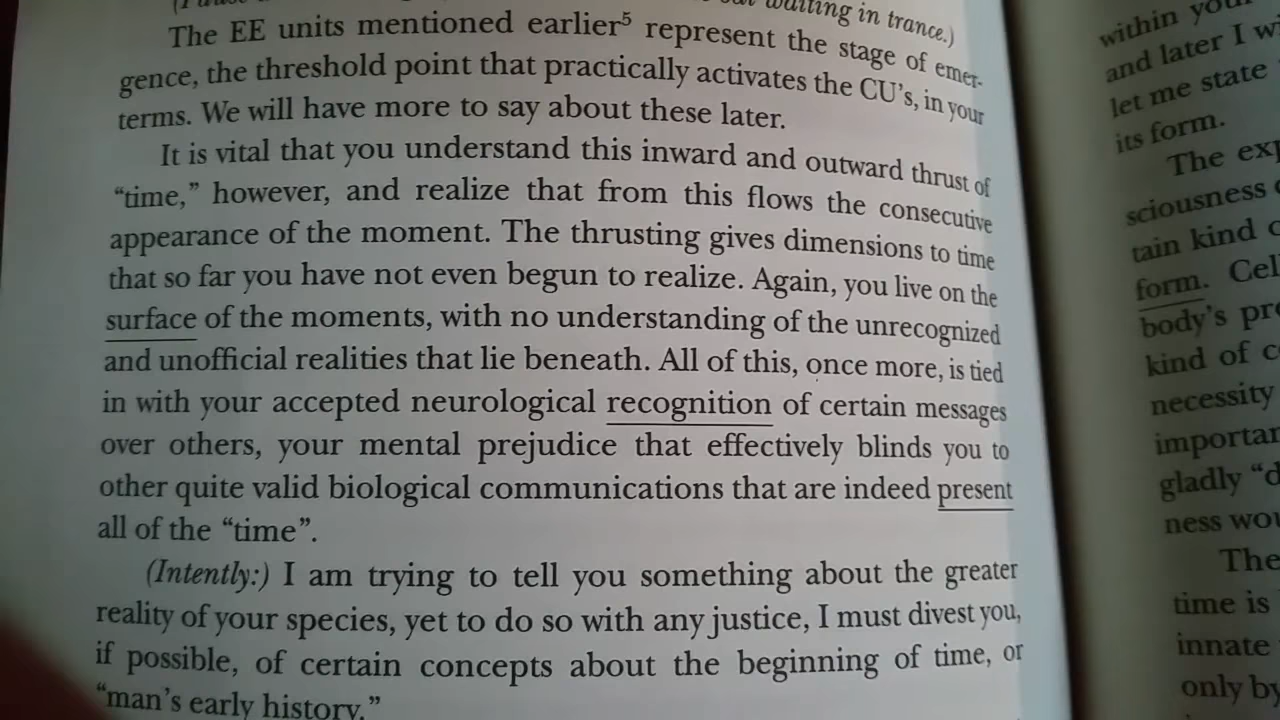 (Pause waiting in trance.)
The EE units mentioned earlier⁵ represent the stage of emer-
gence, the threshold point that practically activates the CU's, in your
terms. We will have more to say about these later.
It is vital that you understand this inward and outward thrust of
“time,” however, and realize that from this flows the consecutive
appearance of the moment. The thrusting gives dimensions to time
that so far you have not even begun to realize. Again, you live on the
surface of the moments, with no understanding of the unrecognized
and unofficial realities that lie beneath. All of this, once more, is tied
in with your accepted neurological recognition of certain messages
over others, your mental prejudice that effectively blinds you to
other quite valid biological communications that are indeed present
all of the “time”.
(Intently:) I am trying to tell you something about the greater
reality of your species, yet to do so with any justice, I must divest you,
if possible, of certain concepts about the beginning of time, or
“man's early history.”
within
and later I
let me state
its form.
The
sciousness
tain kind
form.
body's
kind of
necessity
gladly
ness
The
time is
innate
only by